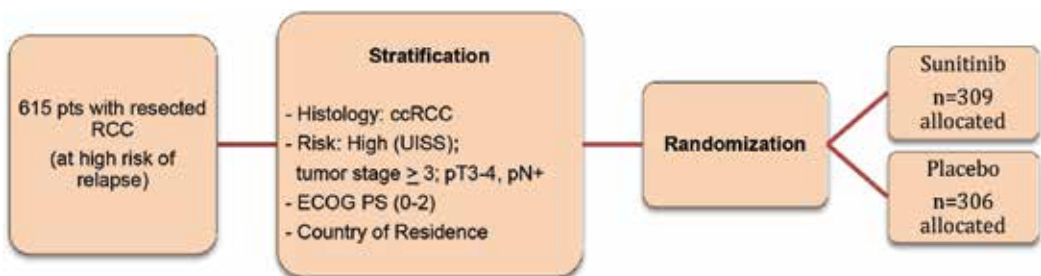 615 pts with resected
RCC
(at high risk of
relapse)
Stratification
- Histology: ccRCC
- Risk: High (UISS);
tumor stage ≥ 3; pT3-4, pN+
- ECOG PS (0-2)
- Country of Residence
Randomization
Sunitinib
n=309
allocated
Placebo
n=306
allocated